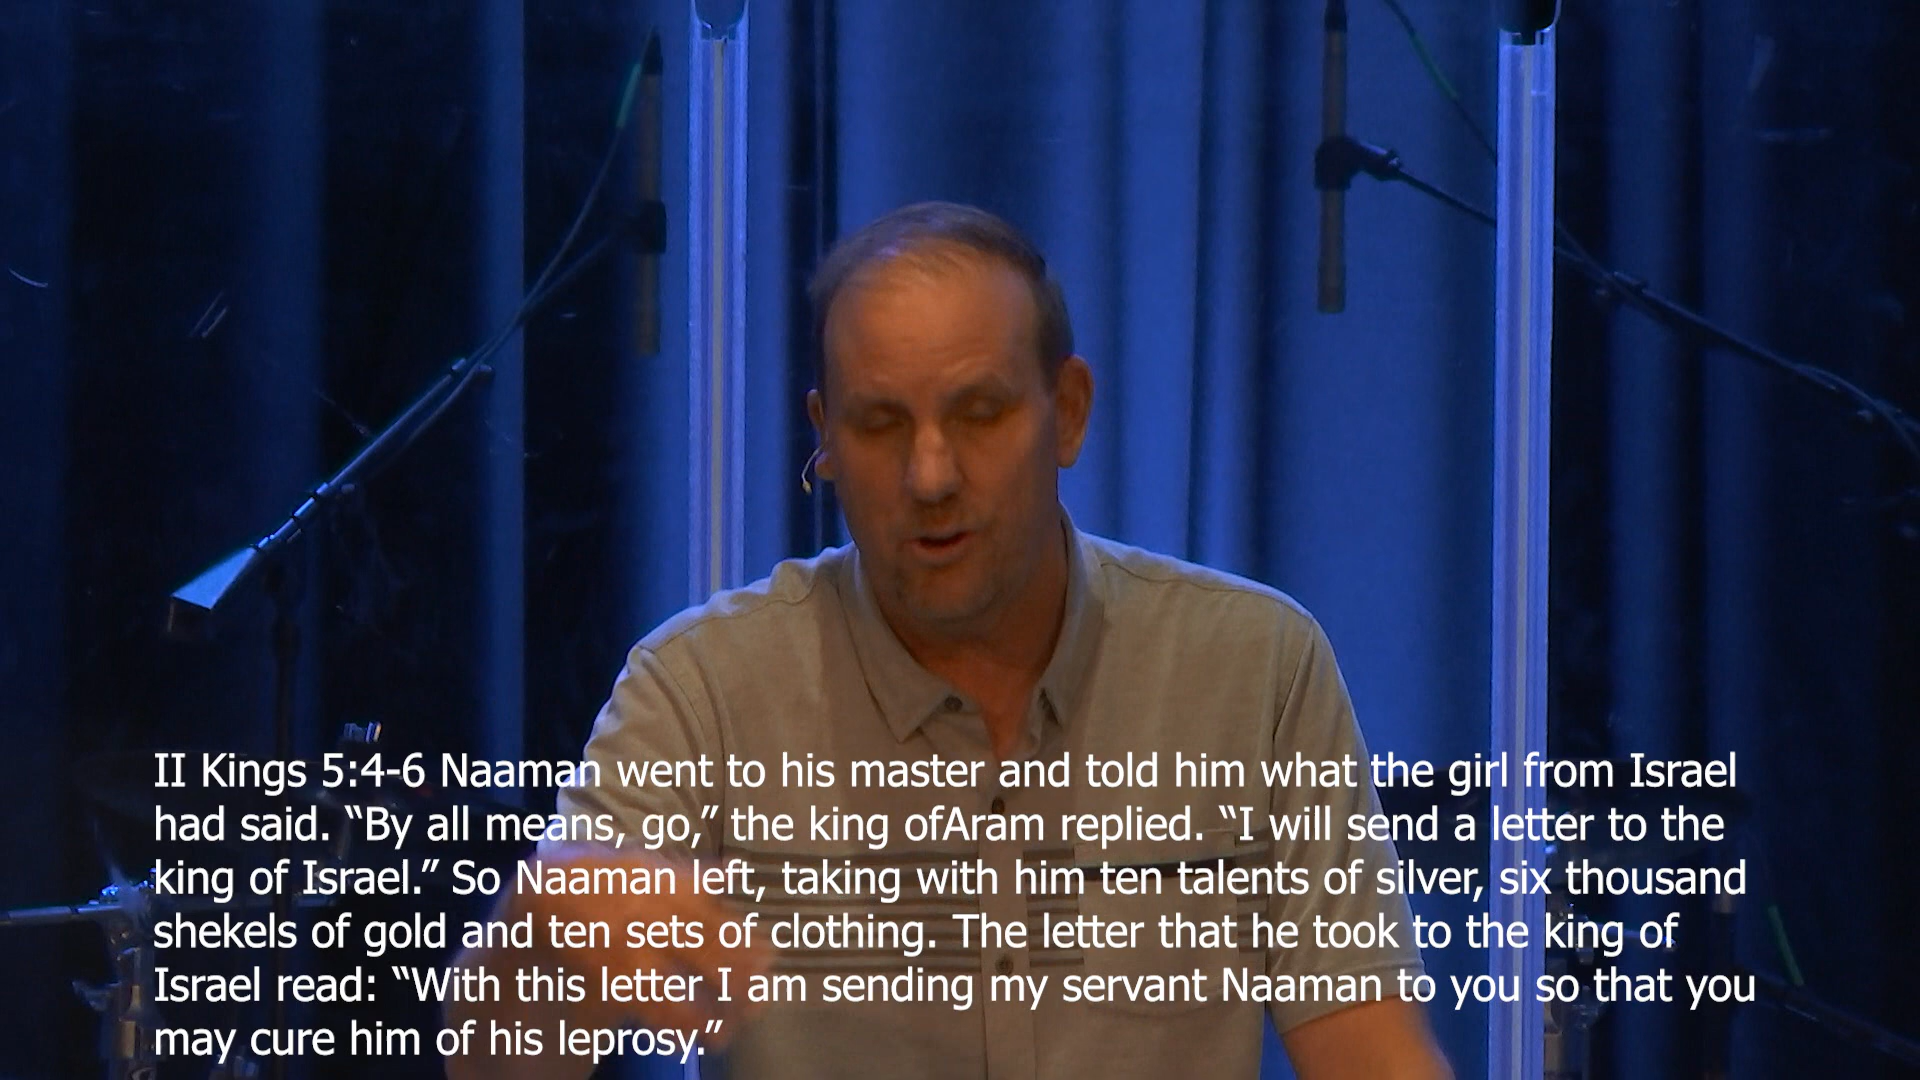 II Kings 5:4-6 Naaman went to his master and told him what the girl from Israel
had said. “By all means, go,” the king ofAram replied. “I will send a letter to the
king of Israel.” So Naaman left, taking with him ten talents of silver, six thousand
shekels of gold and ten sets of clothing. The letter that he took to the king of
Israel read: “With this letter I am sending my servant Naaman to you so that you
may cure him of his leprosy.”